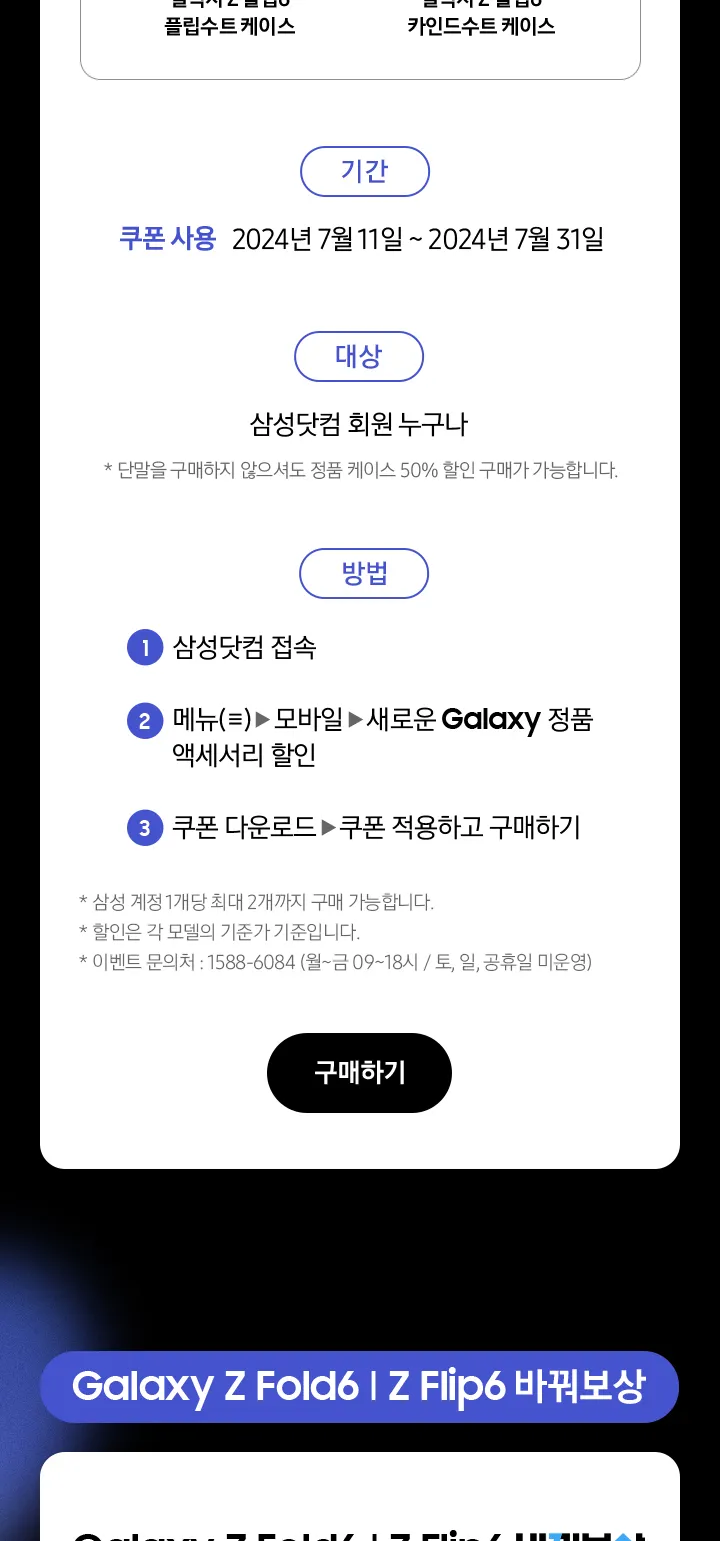 플립수트 케이스 카인드수트 케이스
기간
쿠폰 사용 2024년 7월 11일 ~ 2024년 7월 31일
대상
삼성닷컴 회원 누구나
* 단말을 구매하지 않으셔도 정품 케이스 50% 할인 구매가 가능합니다.
방법
1 삼성닷컴 접속
2 메뉴(≡)▶모바일▶새로운 Galaxy 정품
액세서리 할인
3 쿠폰 다운로드▶쿠폰 적용하고 구매하기
* 삼성 계정 1개당 최대 2개까지 구매 가능합니다.
* 할인은 각 모델의 기준가 기준입니다.
* 이벤트 문의처 : 1588-6084 (월~금 09~18시 / 토, 일, 공휴일 미운영)
구매하기
Galaxy Z Fold6 | Z Flip6 바꿔보상